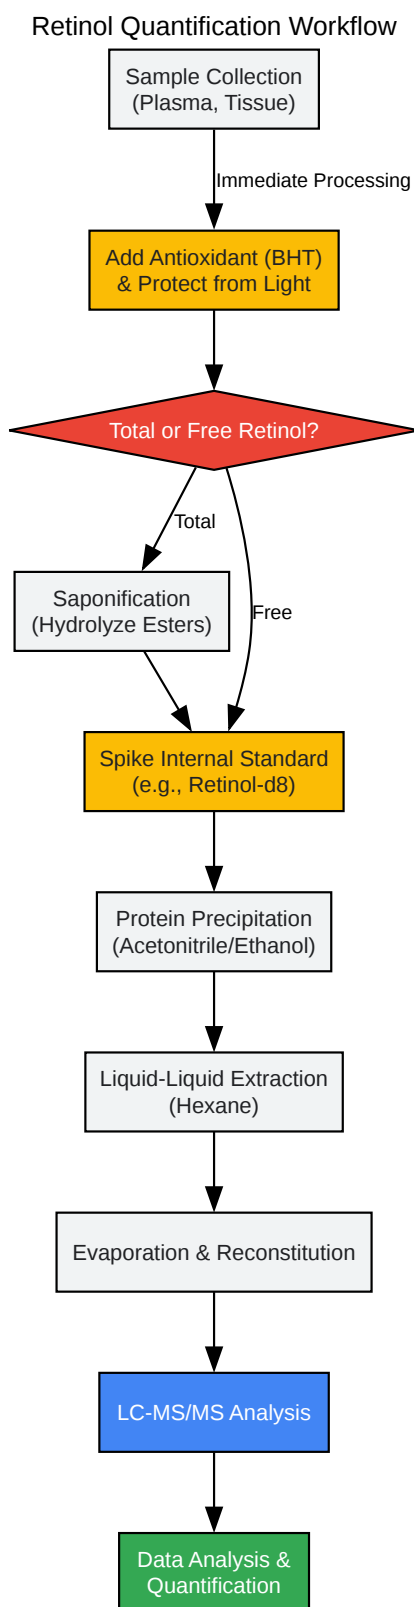 Retinol Quantification Workflow
Sample Collection
(Plasma, Tissue)
Immediate Processing
Add Antioxidant (BHT)
& Protect from Light
Total or Free Retinol?
Total
Saponification
(Hydrolyze Esters)
Free
Spike Internal Standard
(e.g., Retinol-d8)
Protein Precipitation
(Acetonitrile/Ethanol)
Liquid-Liquid Extraction
(Hexane)
Evaporation & Reconstitution
LC-MS/MS Analysis
Data Analysis &
Quantification